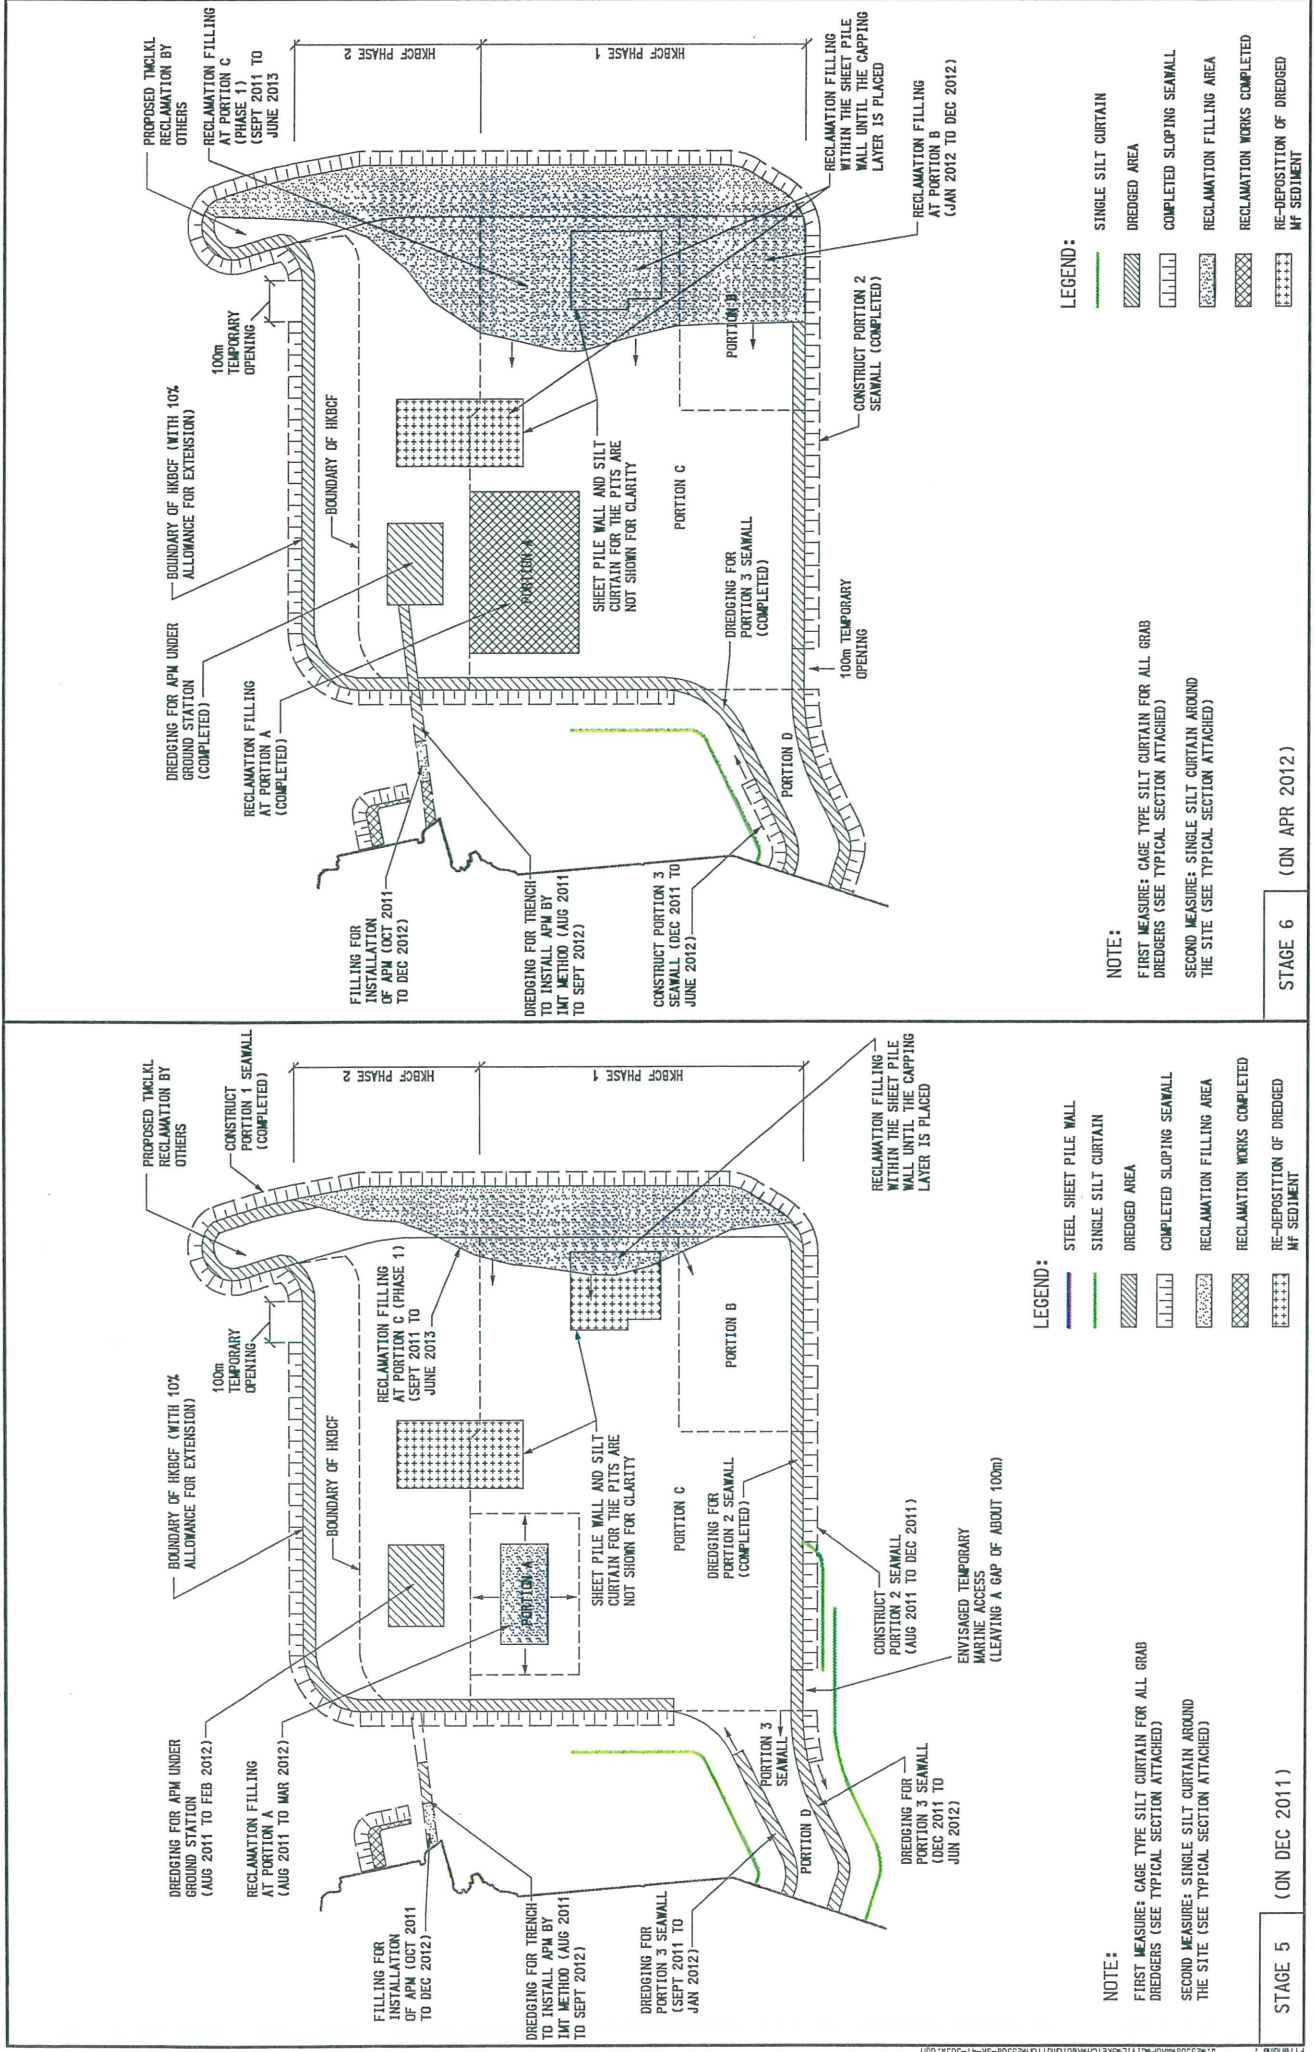 DREDGING FOR APM UNDER
GROUND STATION
(AUG 2011 TO FEB 2012)
RECLAMATION FILLING
AT PORTION A
(AUG 2011 TO MAR 2012)
BOUNDARY OF HKBCF (WITH 10%
ALLOWANCE FOR EXTENSION)
BOUNDARY OF HKBCF
100m
TEMPORARY
OPENING
PROPOSED TMCLKL
RECLAMATION BY
OTHERS
CONSTRUCT
PORTION 1 SEAWALL
(COMPLETED)
HKBCF PHASE 2
HKBCF PHASE 1
RECLAMATION FILLING
AT PORTION C (PHASE 1)
(SEPT 2011 TO
JUNE 2013
FILLING FOR
INSTALLATION
OF APM (OCT 2011
TO DEC 2012)
DREDGING FOR TRENCH
TO INSTALL APM BY
IMT METHOD (AUG 2011
TO SEPT 2012)
DREDGING FOR
PORTION 3 SEAWALL
(SEPT 2011 TO
JAN 2012)
PORTION A
SHEET PILE WALL AND SILT
CURTAIN FOR THE PITS ARE
NOT SHOWN FOR CLARITY
PORTION C
PORTION B
DREDGING FOR
PORTION 2 SEAWALL
(COMPLETED)
PORTION 3
SEAWALL
PORTION D
RECLAMATION FILLING
WITHIN THE SHEET PILE
WALL UNTIL THE CAPPING
LAYER IS PLACED
CONSTRUCT
PORTION 2 SEAWALL
(AUG 2011 TO DEC 2011)
DREDGING FOR
PORTION 3 SEAWALL
(DEC 2011 TO
JUN 2012)
ENVISAGED TEMPORARY
MARINE ACCESS
(LEAVING A GAP OF ABOUT 100m)
LEGEND:
STEEL SHEET PILE WALL
SINGLE SILT CURTAIN
DREDGED AREA
COMPLETED SLOPING SEAWALL
RECLAMATION FILLING AREA
RECLAMATION WORKS COMPLETED
RE-DEPOSITION OF DREDGED
Mf SEDIMENT
NOTE:
FIRST MEASURE: CAGE TYPE SILT CURTAIN FOR ALL GRAB
DREDGERS (SEE TYPICAL SECTION ATTACHED)
SECOND MEASURE: SINGLE SILT CURTAIN AROUND
THE SITE (SEE TYPICAL SECTION ATTACHED)
STAGE 5 (ON DEC 2011)
DREDGING FOR APM UNDER
GROUND STATION
(COMPLETED)
RECLAMATION FILLING
AT PORTION A
(COMPLETED)
BOUNDARY OF HKBCF (WITH 10%
ALLOWANCE FOR EXTENSION)
BOUNDARY OF HKBCF
100m
TEMPORARY
OPENING
PROPOSED TMCLKL
RECLAMATION BY
OTHERS
RECLAMATION FILLING
AT PORTION C
(PHASE 1)
(SEPT 2011 TO
JUNE 2013
HKBCF PHASE 2
HKBCF PHASE 1
FILLING FOR
INSTALLATION
OF APM (OCT 2011
TO DEC 2012)
DREDGING FOR TRENCH
TO INSTALL APM BY
IMT METHOD (AUG 2011
TO SEPT 2012)
CONSTRUCT PORTION 3
SEAWALL (DEC 2011 TO
JUNE 2012)
PORTION A
SHEET PILE WALL AND SILT
CURTAIN FOR THE PITS ARE
NOT SHOWN FOR CLARITY
PORTION C
PORTION B
DREDGING FOR
PORTION 3 SEAWALL
(COMPLETED)
PORTION D
100m TEMPORARY
OPENING
CONSTRUCT PORTION 2
SEAWALL (COMPLETED)
RECLAMATION FILLING
WITHIN THE SHEET PILE
WALL UNTIL THE CAPPING
LAYER IS PLACED
RECLAMATION FILLING
AT PORTION B
(JAN 2012 TO DEC 2012)
LEGEND:
SINGLE SILT CURTAIN
DREDGED AREA
COMPLETED SLOPING SEAWALL
RECLAMATION FILLING AREA
RECLAMATION WORKS COMPLETED
RE-DEPOSITION OF DREDGED
Mf SEDIMENT
NOTE:
FIRST MEASURE: CAGE TYPE SILT CURTAIN FOR ALL GRAB
DREDGERS (SEE TYPICAL SECTION ATTACHED)
SECOND MEASURE: SINGLE SILT CURTAIN AROUND
THE SITE (SEE TYPICAL SECTION ATTACHED)
STAGE 6 (ON APR 2012)